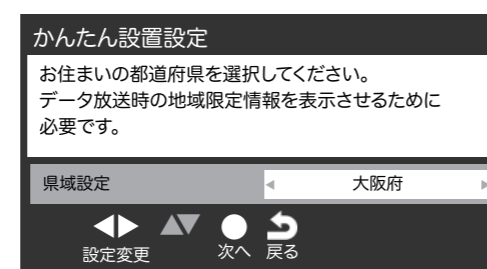 かんたん設置設定
お住まいの都道府県を選択してください。
データ放送時の地域限定情報を表示させるために
必要です。
県域設定 大阪府
設定変更 次へ 戻る